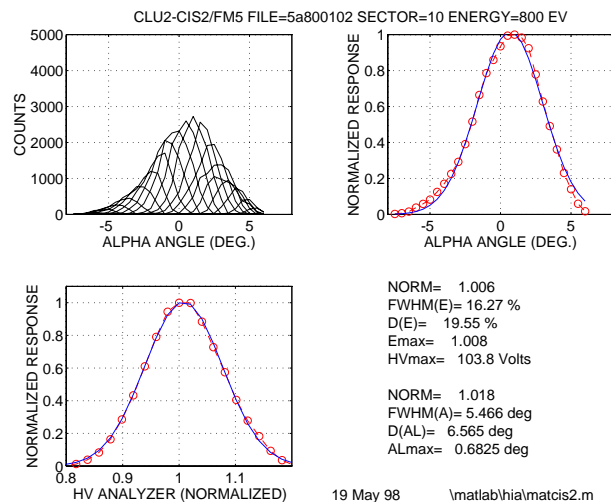 CLU2-CIS2/FM5 FILE=5a800102 SECTOR=10 ENERGY=800 EV
5000
4000
3000
2000
1000
0
COUNTS
-5 0 5
ALPHA ANGLE (DEG.)
1
0.8
0.6
0.4
0.2
0
NORMALIZED RESPONSE
-5 0 5
ALPHA ANGLE (DEG.)
1
0.8
0.6
0.4
0.2
0
NORMALIZED RESPONSE
0.8 0.9 1 1.1
HV ANALYZER (NORMALIZED)
NORM= 1.006
FWHM(E)= 16.27 %
D(E)= 19.55 %
Emax= 1.008
HVmax= 103.8 Volts
NORM= 1.018
FWHM(A)= 5.466 deg
D(AL)= 6.565 deg
ALmax= 0.6825 deg
19 May 98 \matlab\hia\matcis2.m